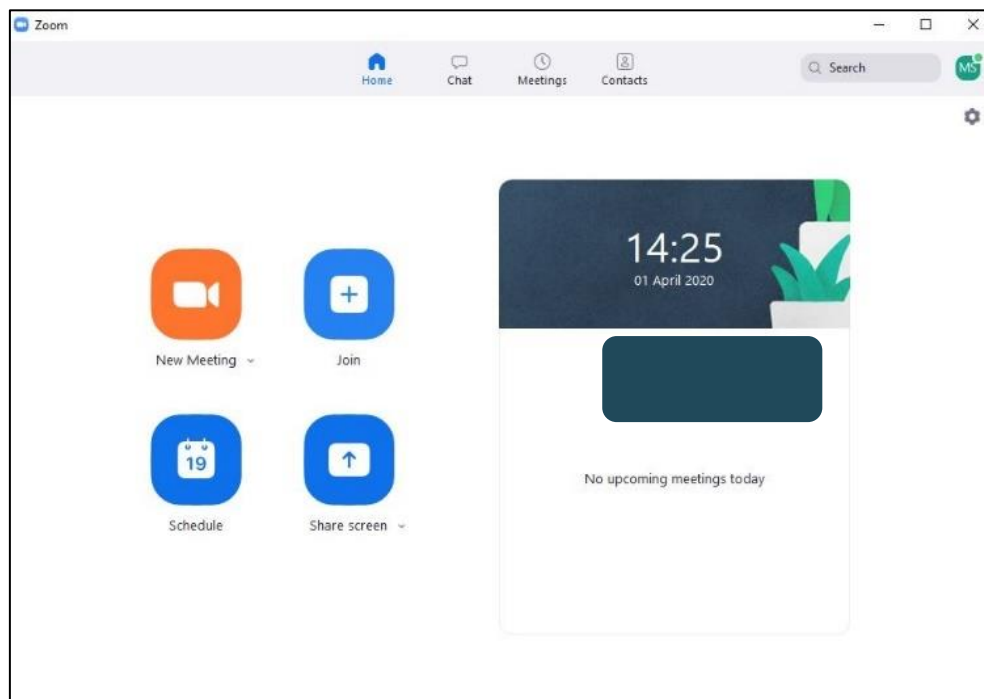 Zoom
Home Chat Meetings Contacts
Search
MS
14:25
01 April 2020
New Meeting
Join
19
Schedule
Share screen
No upcoming meetings today